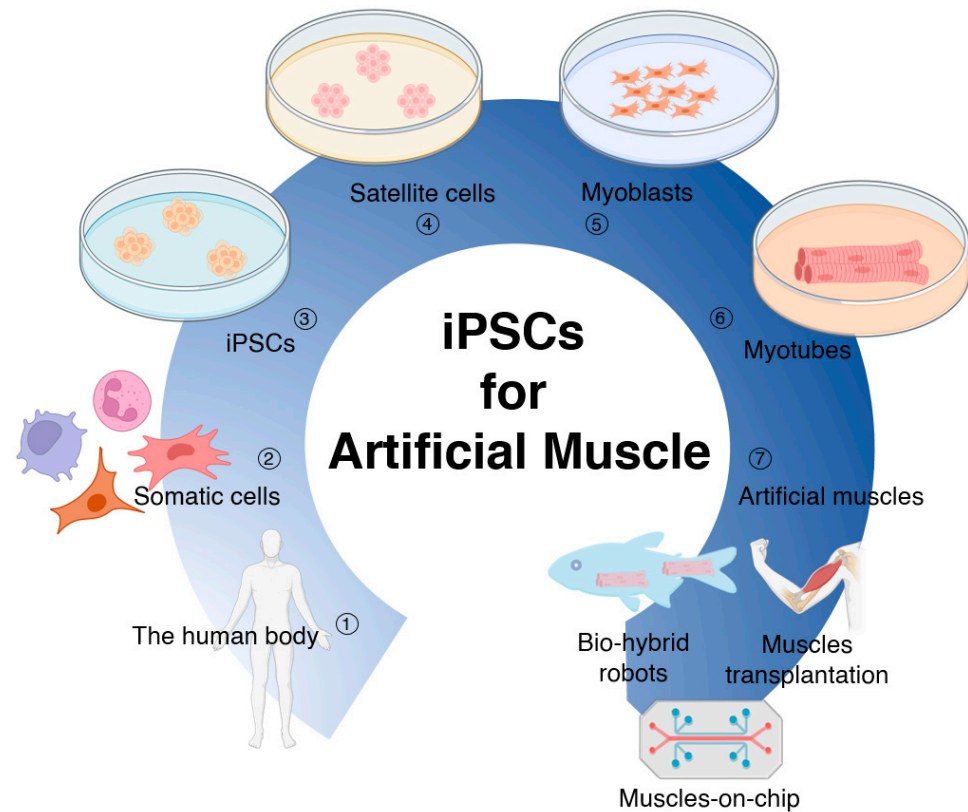 iPSCs
for
Artificial Muscle
The human body ①
② Somatic cells
③ iPSCs
Satellite cells
④
Myoblasts
⑤
⑥ Myotubes
⑦ Artificial muscles
Bio-hybrid
robots
Muscles
transplantation
Muscles-on-chip